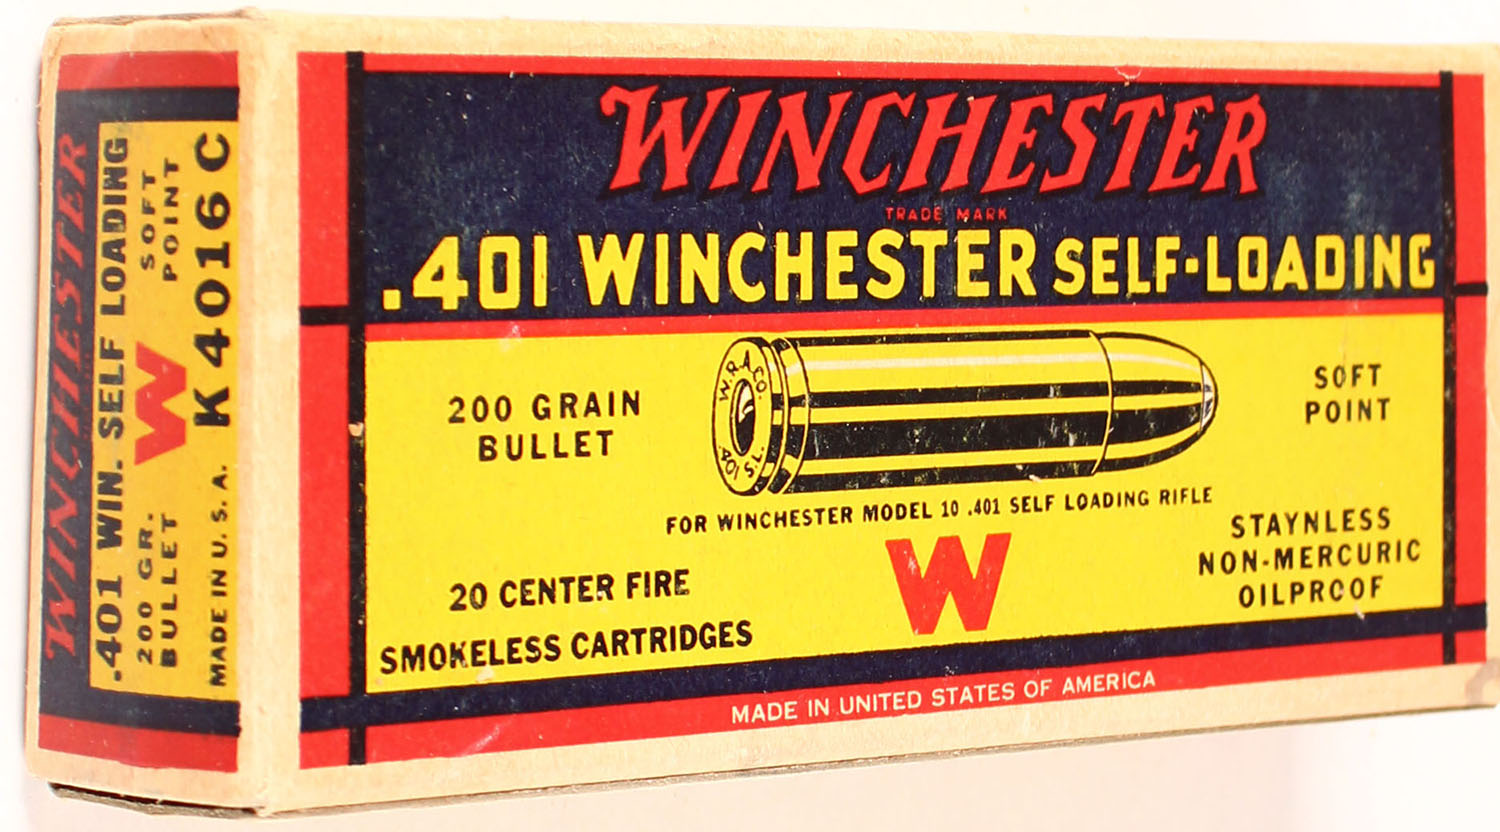 WINCHESTER
.401 WIN. SELF LOADING
200 GR.
BULLET
W
SOFT
POINT
MADE IN U.S.A.
K 4016 C
WINCHESTER
TRADE MARK
.401 WINCHESTER SELF-LOADING
200 GRAIN
BULLET
W.R.A.CO.
.401 S.L.
SOFT
POINT
FOR WINCHESTER MODEL 10 .401 SELF LOADING RIFLE
W
STAYNLESS
NON-MERCURIC
OILPROOF
20 CENTER FIRE
SMOKELESS CARTRIDGES
MADE IN UNITED STATES OF AMERICA